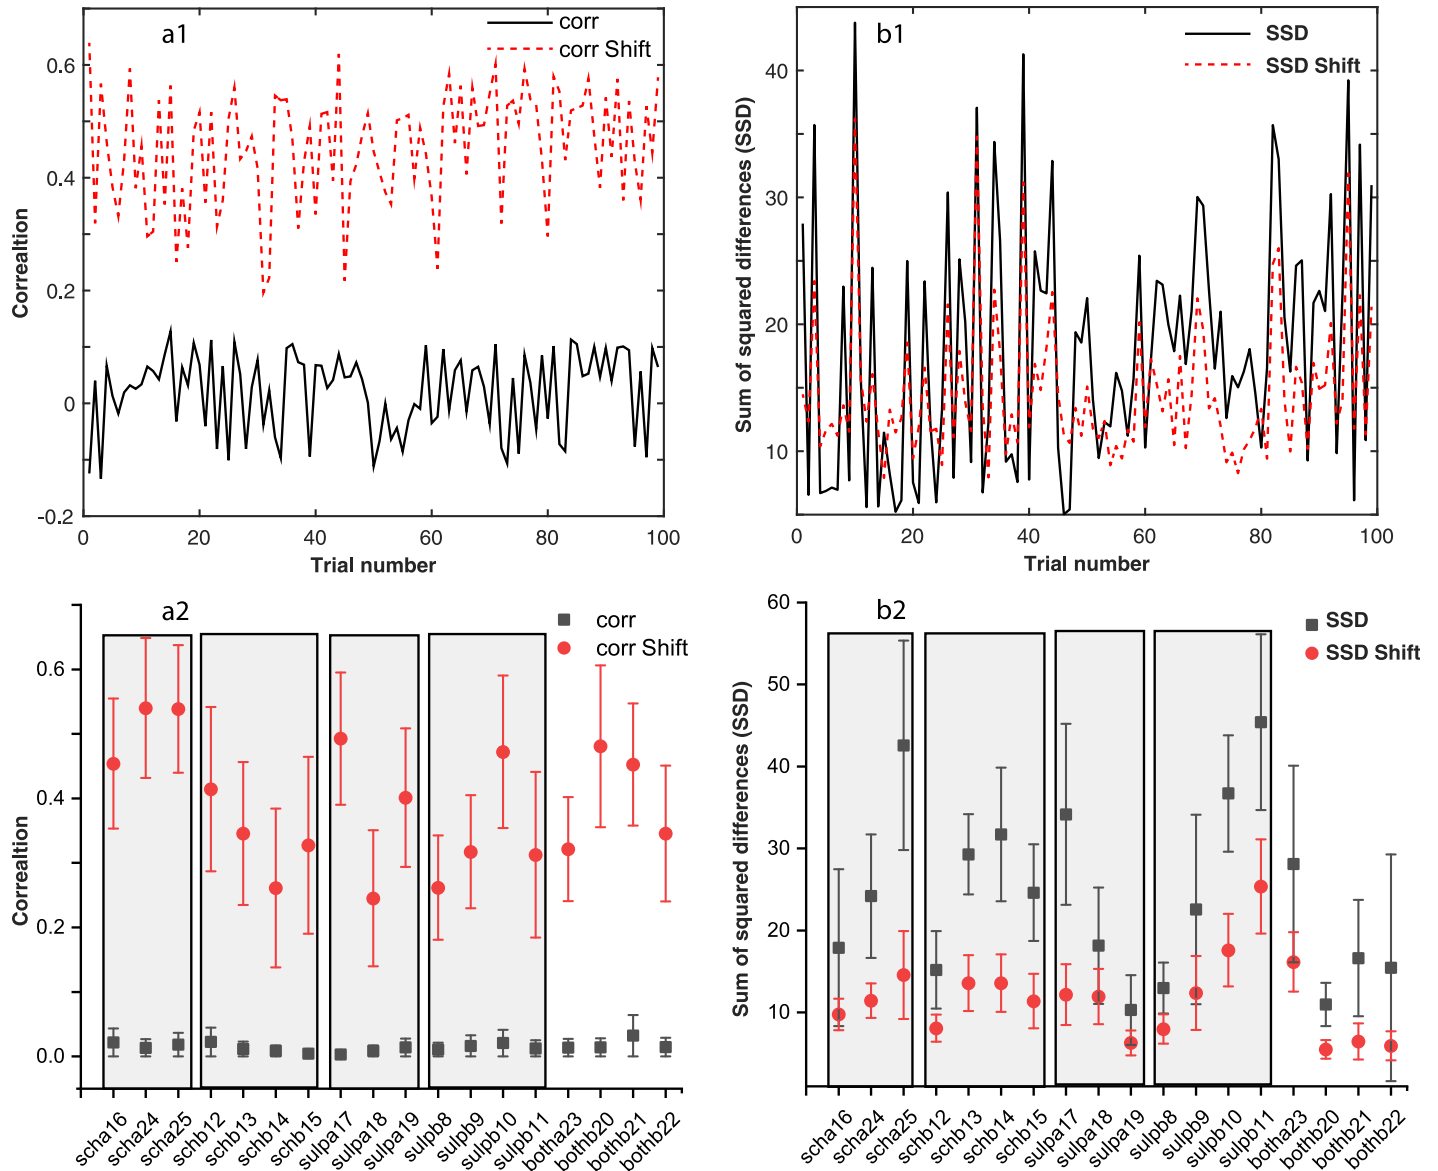 a1
corr
corr Shift
0.6
0.4
0.2
0
-0.2
Correaltion
0
20
40
60
80
100
Trial number
b1
SSD
SSD Shift
40
30
20
10
Sum of squared differences (SSD)
0
20
40
60
80
100
Trial number
a2
corr
corr Shift
0.6
0.4
0.2
0.0
Correaltion
scha16
scha24
scha25
schb12
schb13
schb14
schb15
sulpa17
sulpa18
sulpa19
sulpb8
sulpb9
sulpb10
sulpb11
botha23
bothb20
bothb21
bothb22
b2
SSD
SSD Shift
60
50
40
30
20
10
Sum of squared differences (SSD)
scha16
scha24
scha25
schb12
schb13
schb14
schb15
sulpa17
sulpa18
sulpa19
sulpb8
sulpb9
sulpb10
sulpb11
botha23
bothb20
bothb21
bothb22